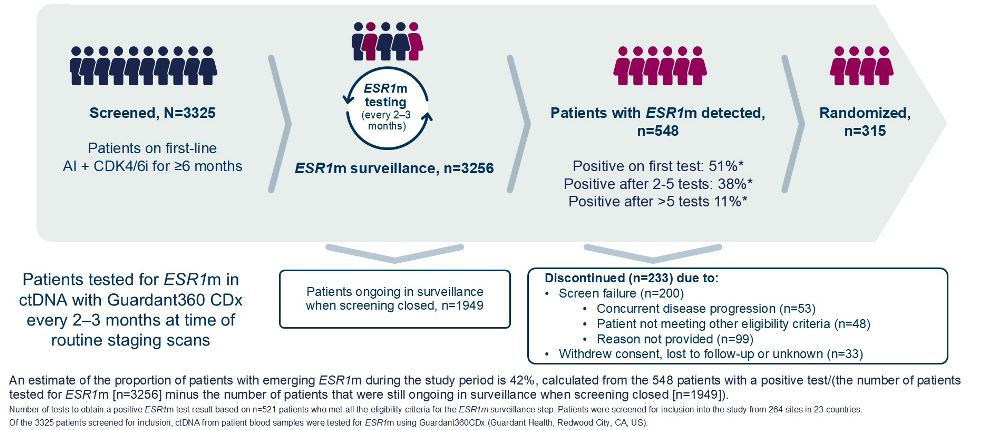 Screened, N=3325
Patients on first-line
AI + CDK4/6i for ≥6 months
ESR1m
testing
(every 2–3
months)
ESR1m surveillance, n=3256
Patients with ESR1m detected,
n=548
Positive on first test: 51%*
Positive after 2-5 tests: 38%*
Positive after >5 tests 11%*
Randomized,
n=315
Patients tested for ESR1m in
ctDNA with Guardant360 CDx
every 2–3 months at time of
routine staging scans
Patients ongoing in surveillance
when screening closed, n=1949
Discontinued (n=233) due to:
• Screen failure (n=200)
• Concurrent disease progression (n=53)
• Patient not meeting other eligibility criteria (n=48)
• Reason not provided (n=99)
• Withdrew consent, lost to follow-up or unknown (n=33)
An estimate of the proportion of patients with emerging ESR1m during the study period is 42%, calculated from the 548 patients with a positive test/(the number of patients
tested for ESR1m [n=3256] minus the number of patients that were still ongoing in surveillance when screening closed [n=1949]).
Number of tests to obtain a positive ESR1m test result based on n=521 patients who met all the eligibility criteria for the ESR1m surveillance step. Patients were screened for inclusion into the study from 264 sites in 23 countries.
Of the 3325 patients screened for inclusion, ctDNA from patient blood samples were tested for ESR1m using Guardant360CDx (Guardant Health, Redwood City, CA, US).